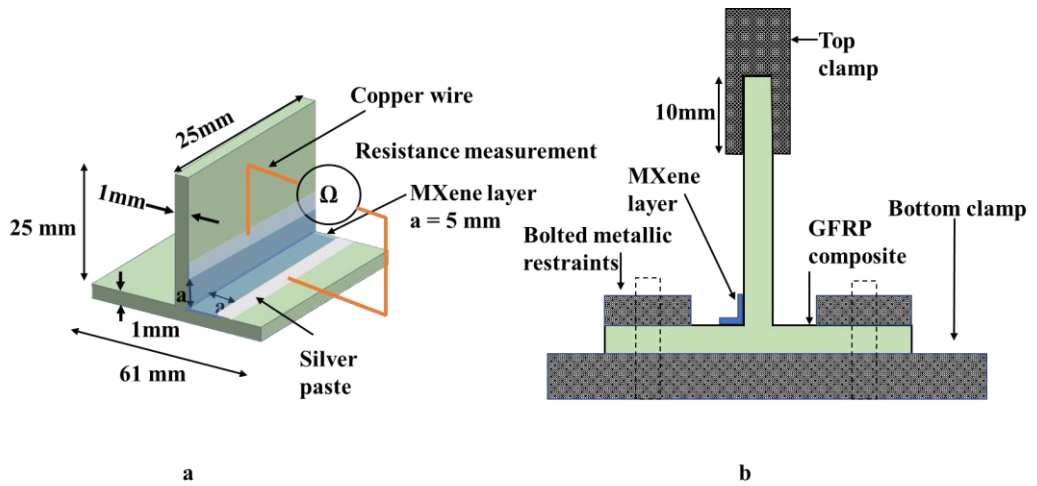 25mm
Copper wire
Resistance measurement
Ω
MXene layer
a = 5 mm
1mm
25 mm
a
a
1mm
61 mm
Silver
paste
a
Top
clamp
10mm
MXene
layer
Bottom clamp
Bolted metallic
restraints
GFRP
composite
b